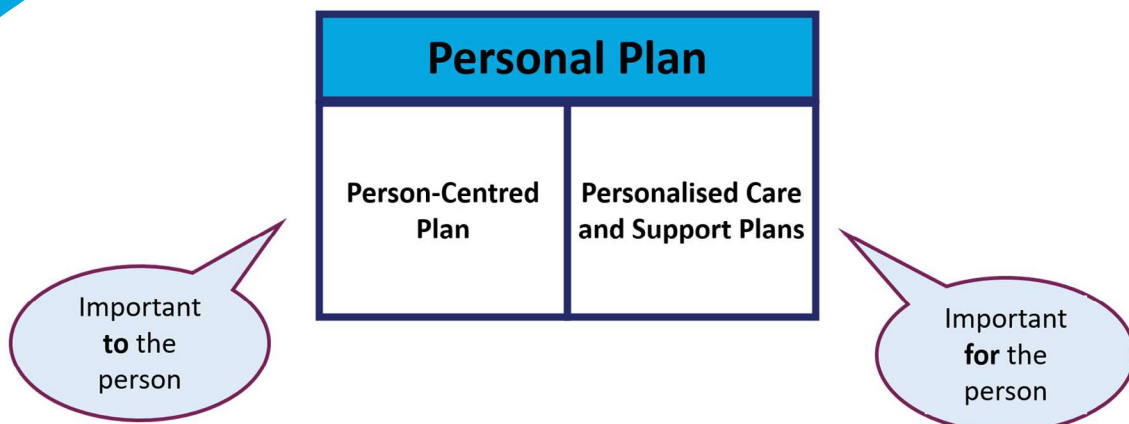 Personal Plan
Person-Centred
Plan
Personalised Care
and Support Plans
Important
to the
person
Important
for the
person